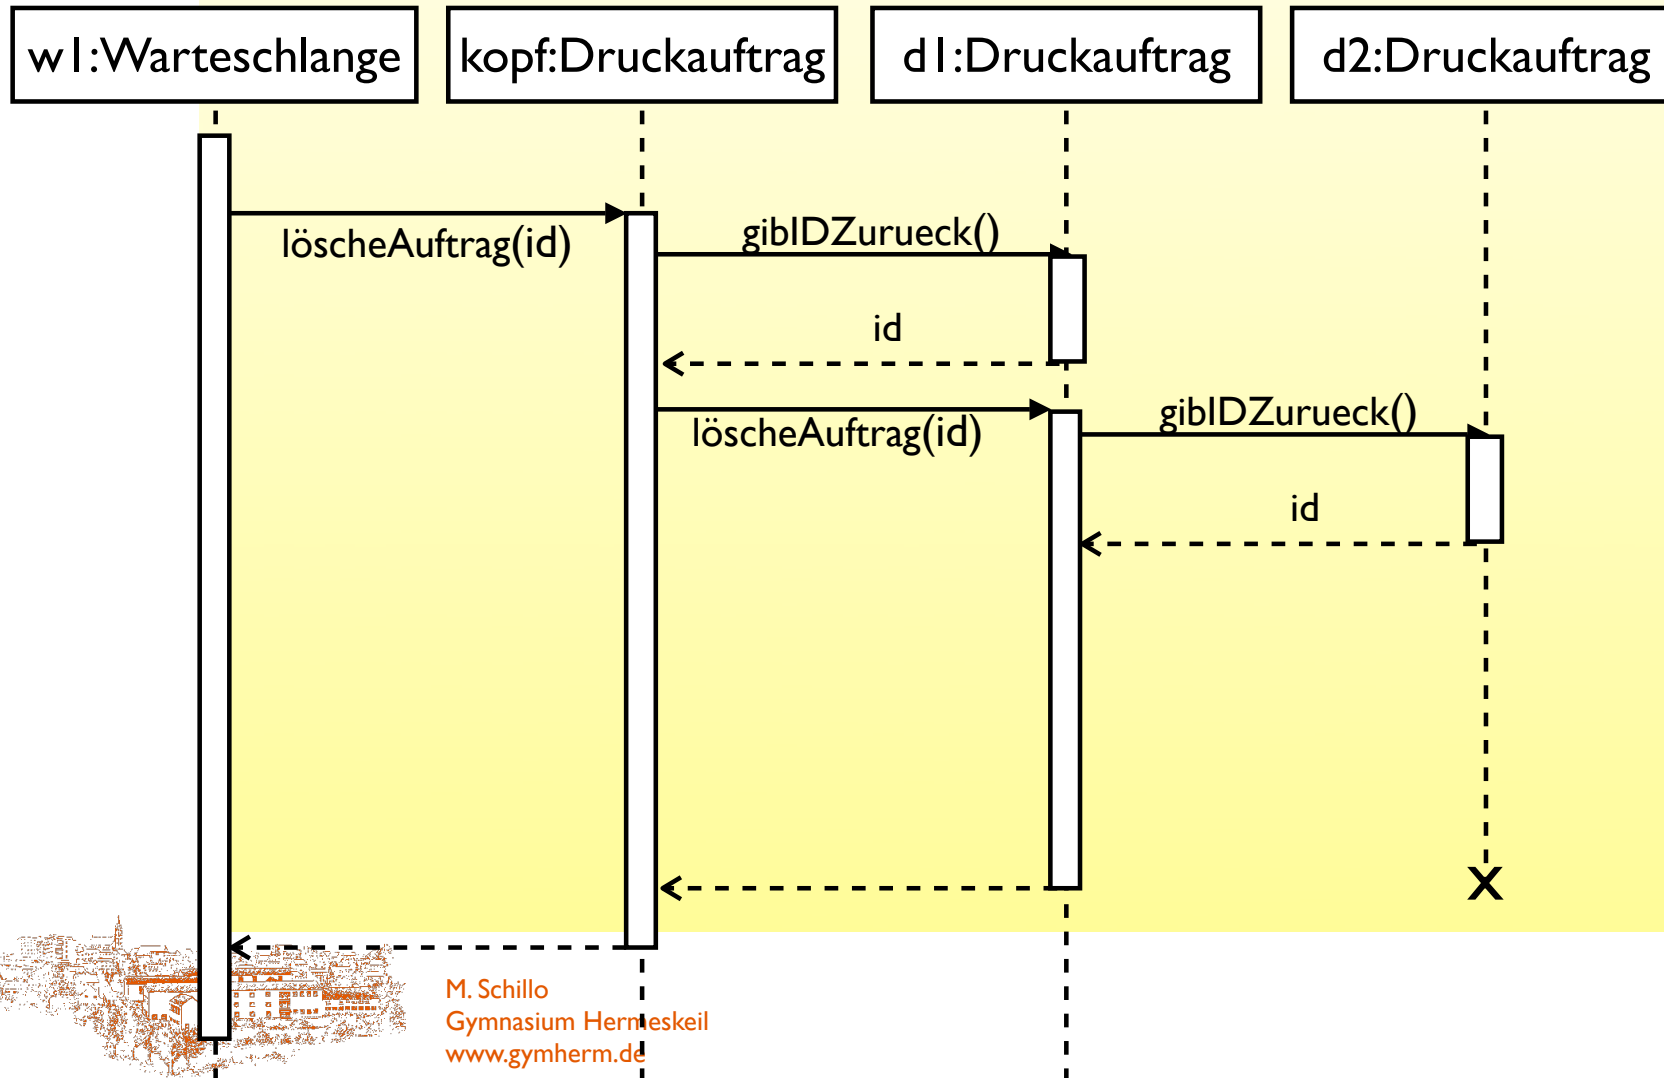 w1:Warteschlange
kopf:Druckauftrag
d1:Druckauftrag
d2:Druckauftrag
löscheAuftrag(id)
gibIDZurueck()
id
löscheAuftrag(id)
gibIDZurueck()
id
X
M. Schillo
Gymnasium Hermeskeil
www.gymherm.de